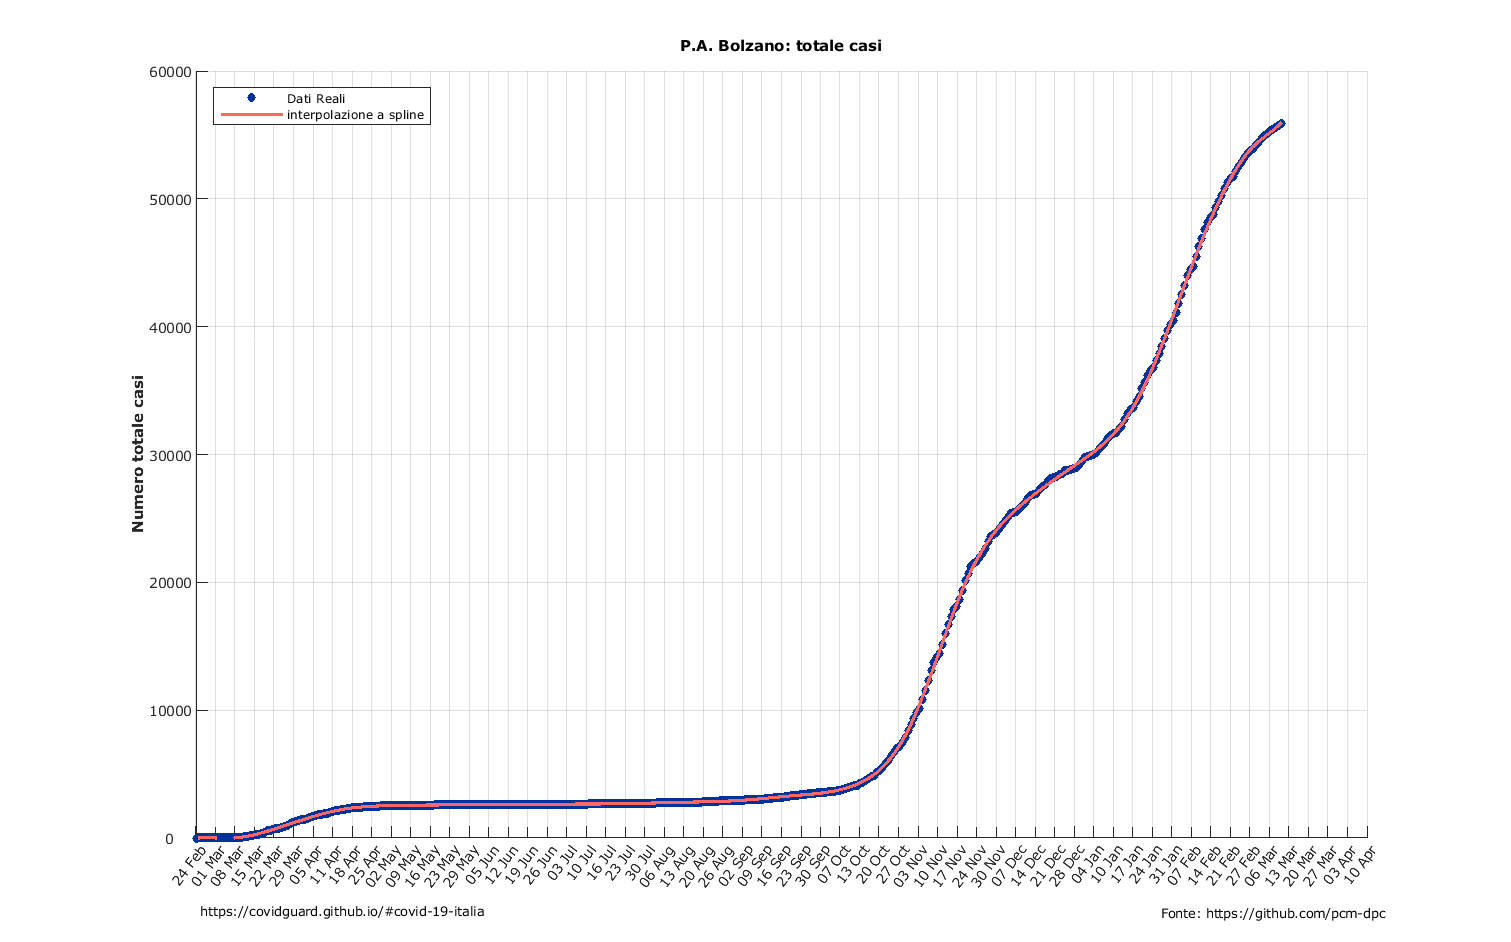 P.A. Bolzano: totale casi
Dati Reali
interpolazione a spline
Numero totale casi
60000
50000
40000
30000
20000
10000
0
24 Feb
01 Mar
08 Mar
15 Mar
22 Mar
29 Mar
05 Apr
11 Apr
18 Apr
25 Apr
02 May
09 May
16 May
23 May
29 May
05 Jun
12 Jun
19 Jun
26 Jun
03 Jul
10 Jul
16 Jul
23 Jul
30 Jul
06 Aug
13 Aug
20 Aug
26 Aug
02 Sep
09 Sep
16 Sep
23 Sep
30 Sep
07 Oct
13 Oct
20 Oct
27 Oct
03 Nov
10 Nov
17 Nov
24 Nov
30 Nov
07 Dec
14 Dec
21 Dec
28 Dec
04 Jan
10 Jan
17 Jan
24 Jan
31 Jan
07 Feb
14 Feb
21 Feb
27 Feb
06 Mar
13 Mar
20 Mar
27 Mar
03 Apr
10 Apr
https://covidguard.github.io/#covid-19-italia
Fonte: https://github.com/pcm-dpc